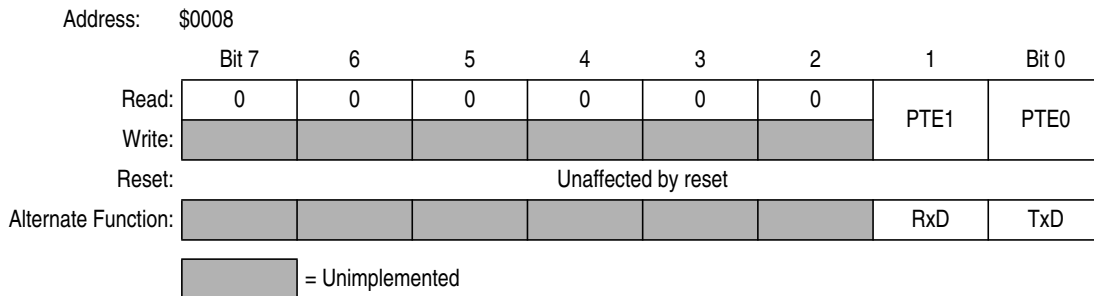 Address: $0008
Bit 7 6 5 4 3 2 1 Bit 0
Read: 0 0 0 0 0 0 PTE1 PTE0
Write:
Reset: Unaffected by reset
Alternate Function: RxD TxD
= Unimplemented